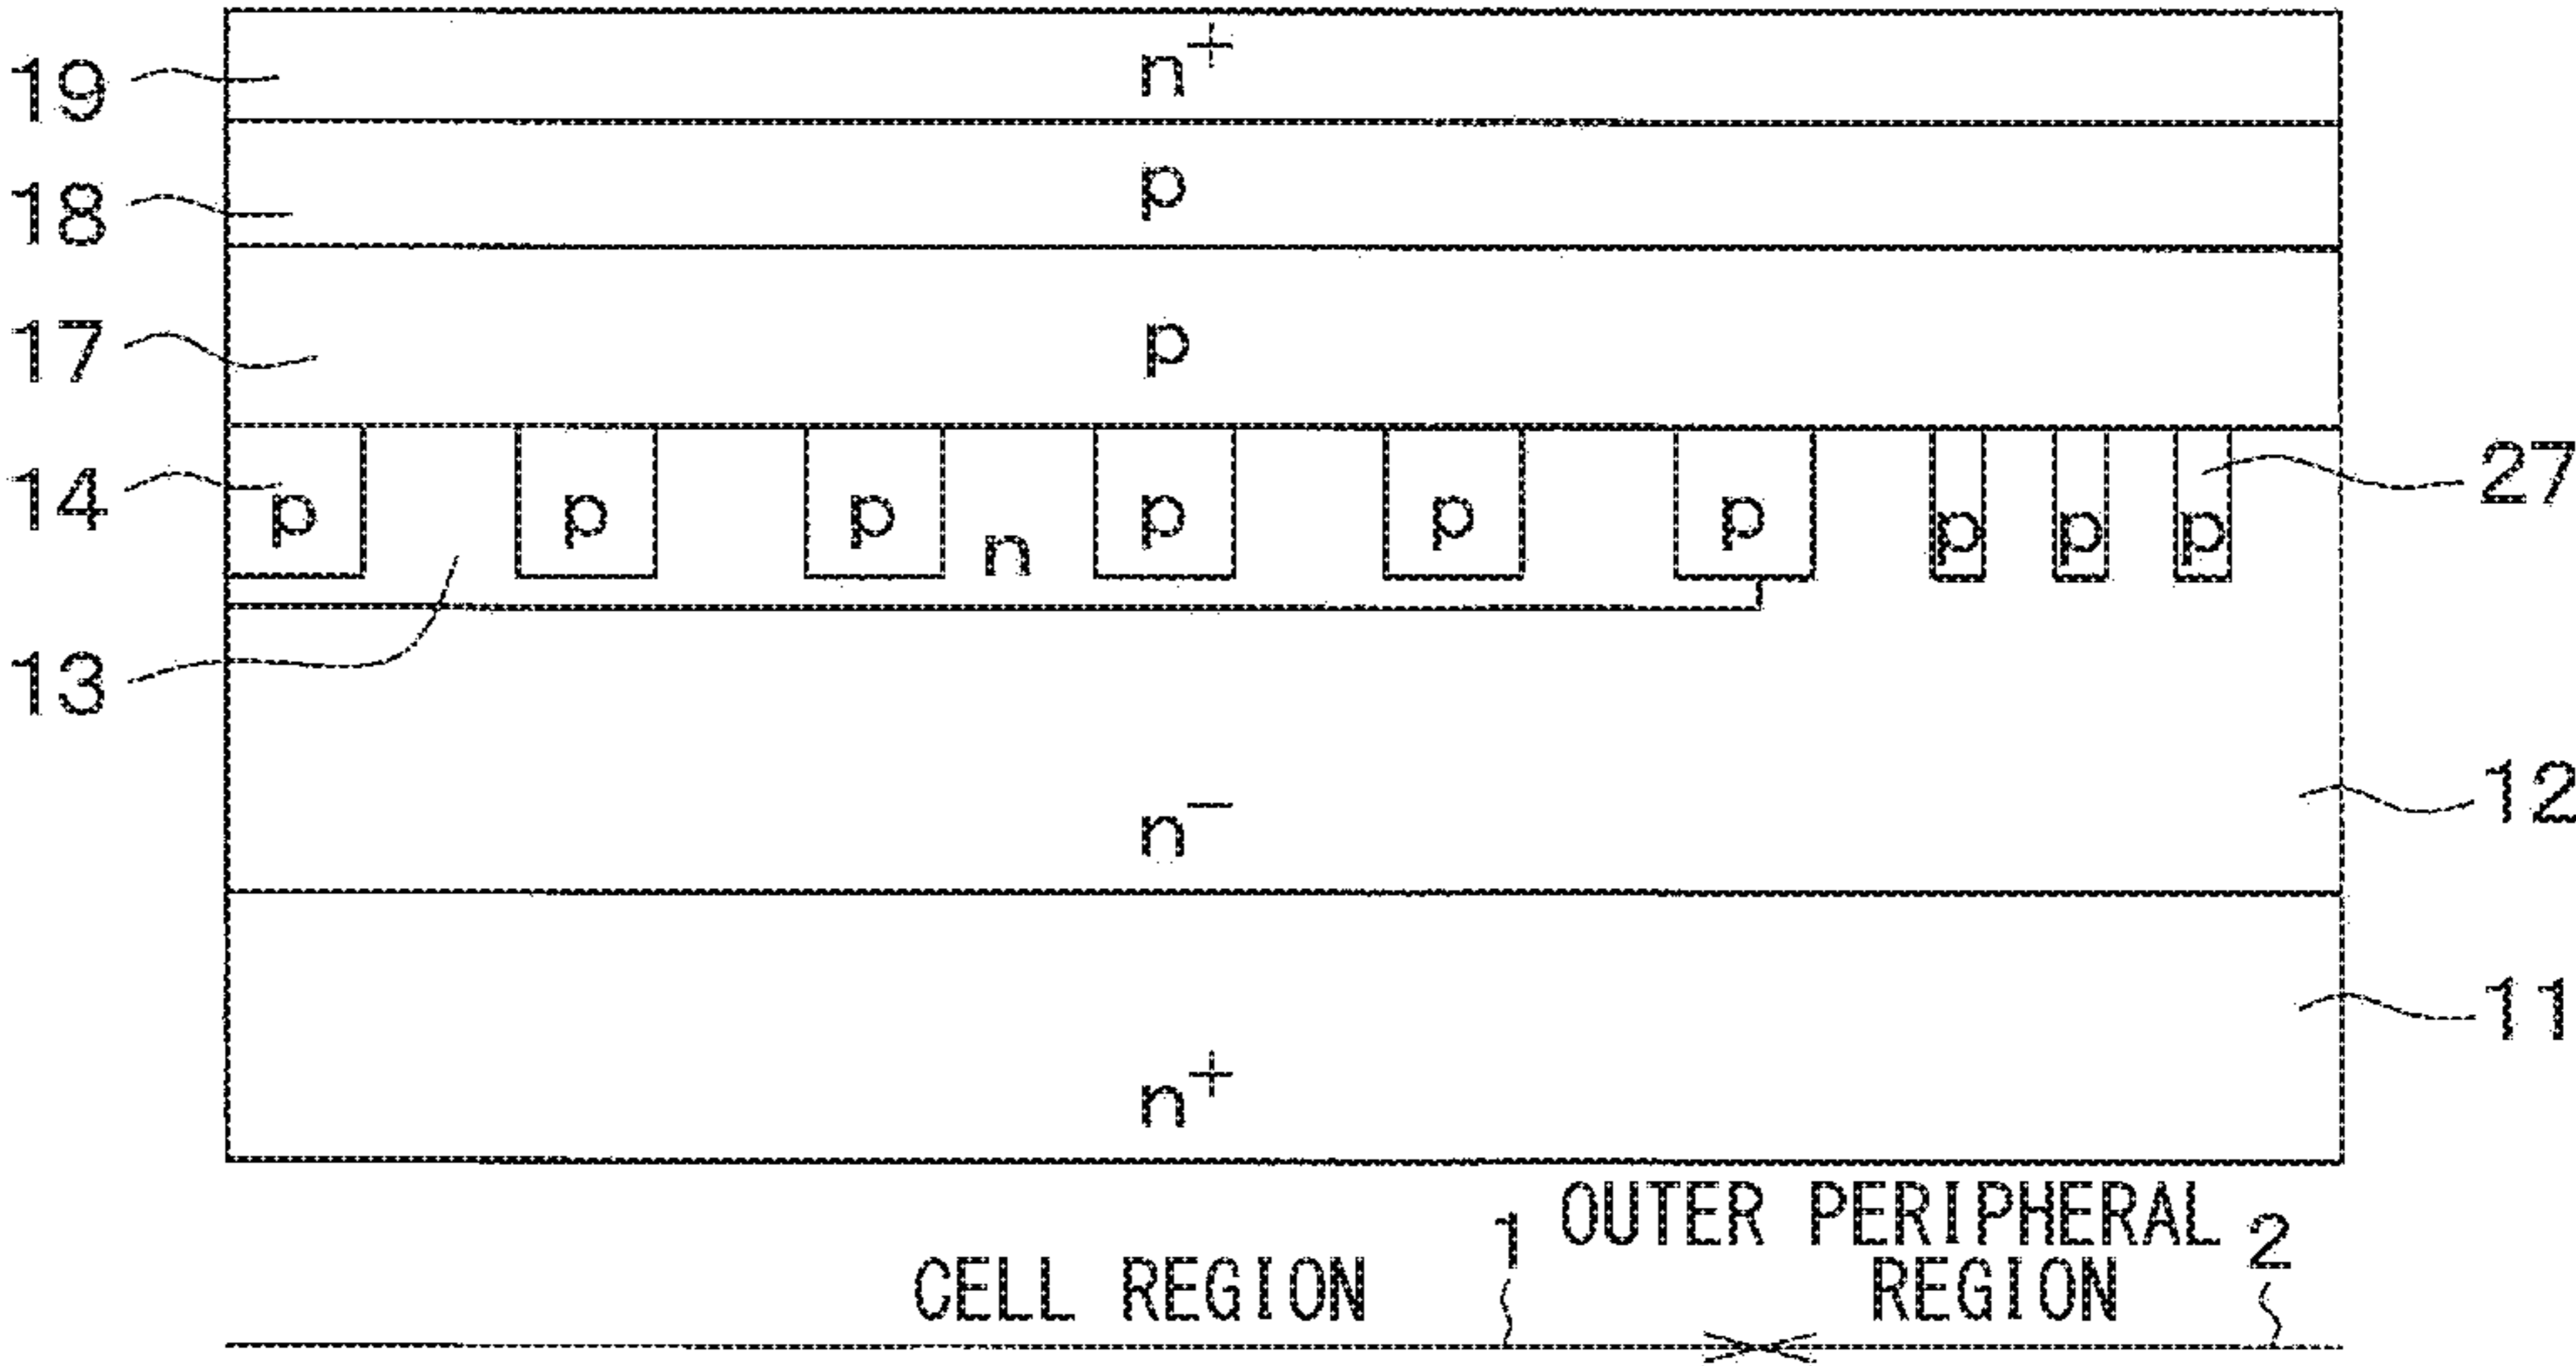 19 n+
18 p
17 p
14 p p p n p p p p p p 27
13
12
n−
11
n+
1 OUTER PERIPHERAL 2
CELL REGION REGION